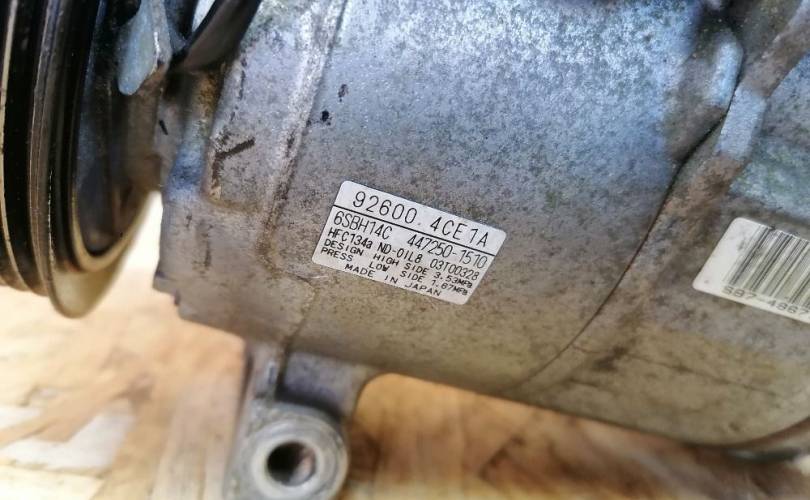 92600 4CE1A
6SBH14C 447250-1510
HFC134a ND-OIL8 03T00328
DESIGN HIGH SIDE 3.53MPa
PRESS LOW SIDE 1.67MPa
MADE IN JAPAN